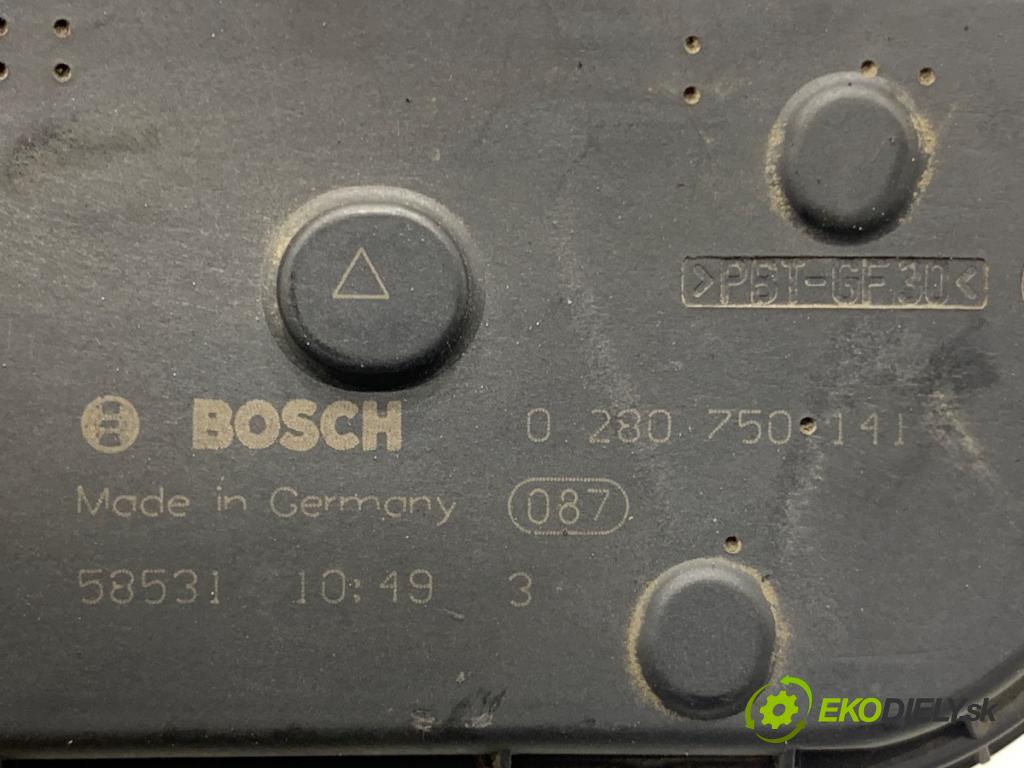 >PBT-GF30<
BOSCH 0 280 750 141
Made in Germany 087
58531 10:49 3
EKODIELY.sk